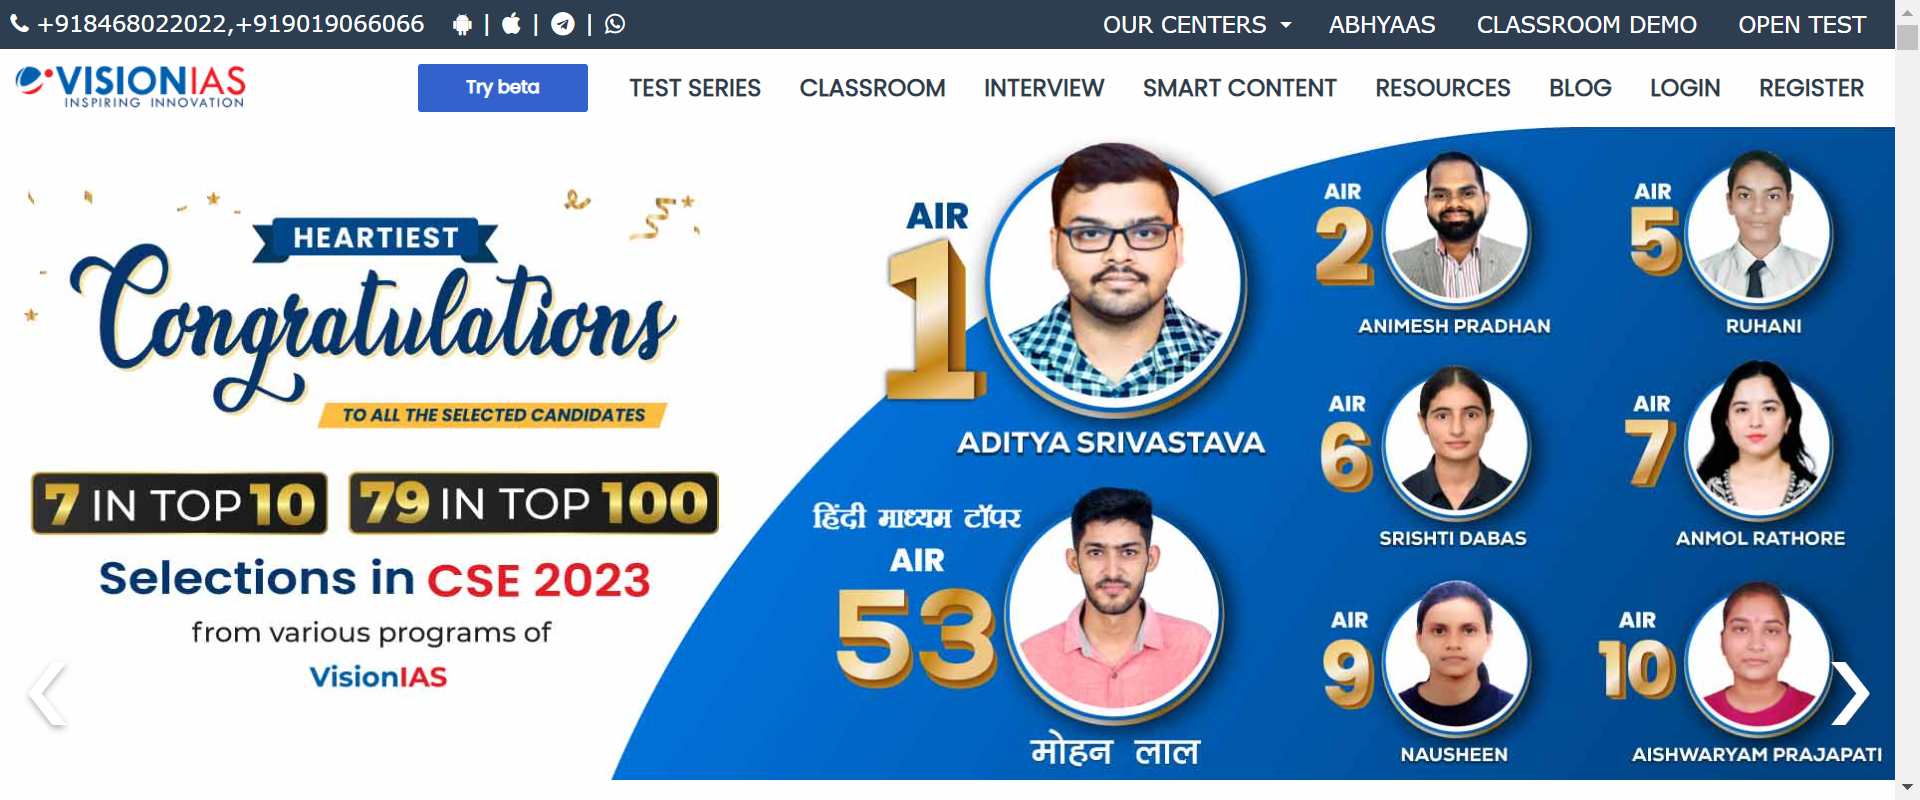 +918468022022,+919019066066 | | |
OUR CENTERS ABHYAAS CLASSROOM DEMO OPEN TEST
VISIONIAS
INSPIRING INNOVATION
Try beta
TEST SERIES CLASSROOM INTERVIEW SMART CONTENT RESOURCES BLOG LOGIN REGISTER
HEARTIEST
Congratulations
TO ALL THE SELECTED CANDIDATES
7 IN TOP 10
79 IN TOP 100
Selections in CSE 2023
from various programs of
VisionIAS
AIR
1
ADITYA SRIVASTAVA
हिंदी माध्यम टॉपर
AIR
53
मोहन लाल
AIR
2
ANIMESH PRADHAN
AIR
5
RUHANI
AIR
6
SRISHTI DABAS
AIR
7
ANMOL RATHORE
AIR
9
NAUSHEEN
AIR
10
AISHWARYAM PRAJAPATI